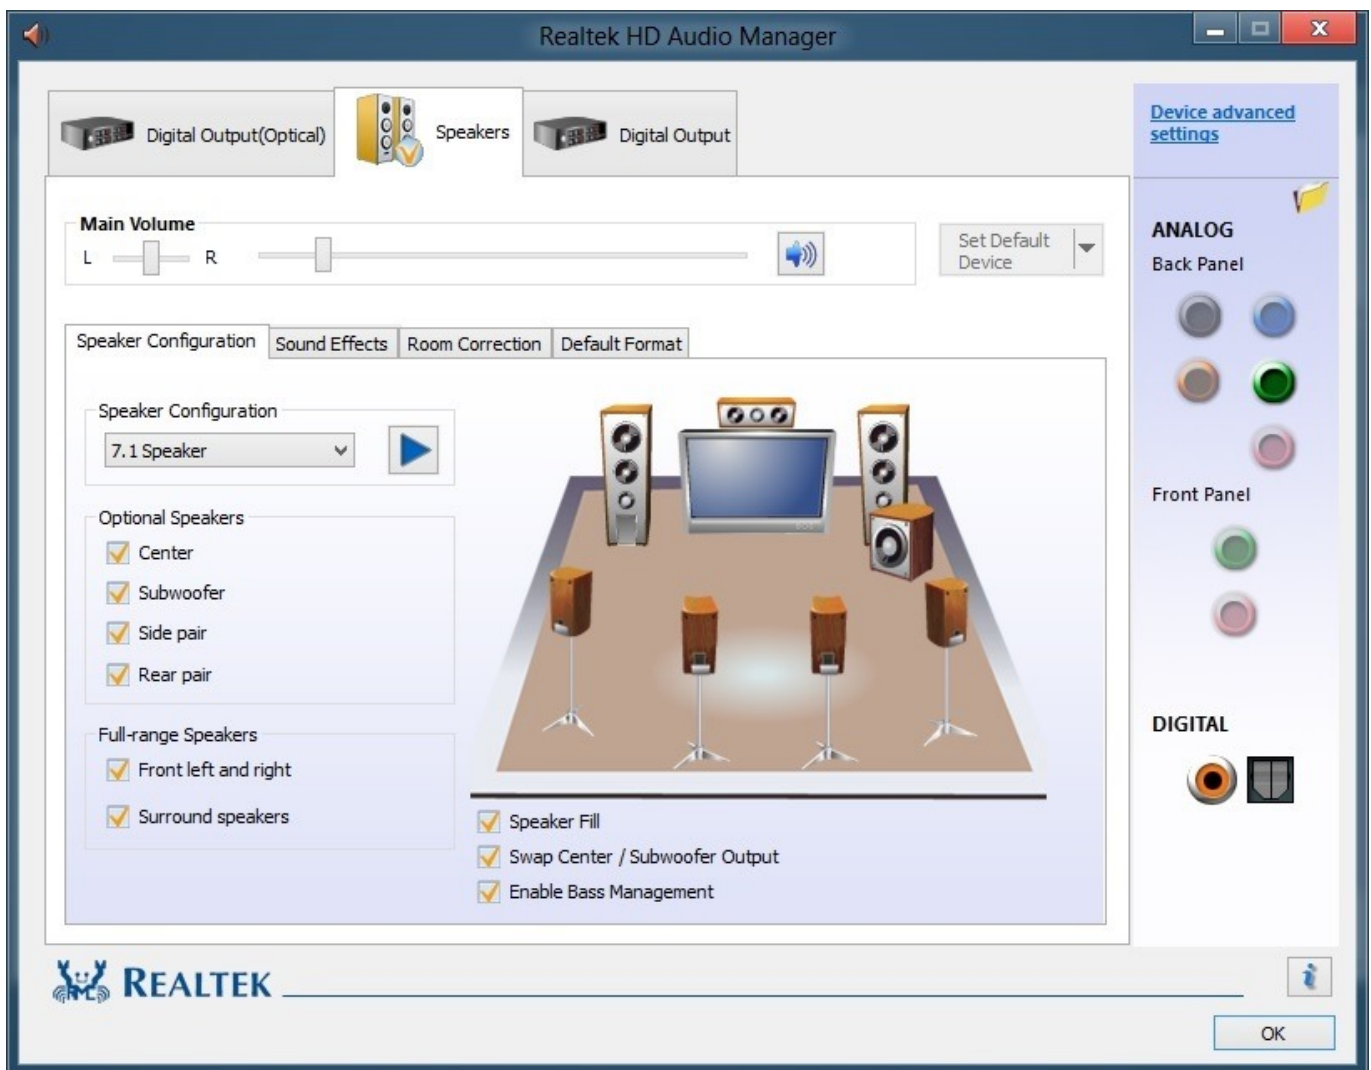 Realtek HD Audio Manager
Digital Output(Optical)
Speakers
Digital Output
Device advanced
settings
Main Volume
L
R
Set Default
Device
ANALOG
Back Panel
Speaker Configuration
Sound Effects
Room Correction
Default Format
Speaker Configuration
7.1 Speaker
Optional Speakers
Center
Subwoofer
Side pair
Rear pair
Full-range Speakers
Front left and right
Surround speakers
Speaker Fill
Swap Center / Subwoofer Output
Enable Bass Management
Front Panel
DIGITAL
REALTEK
i
OK